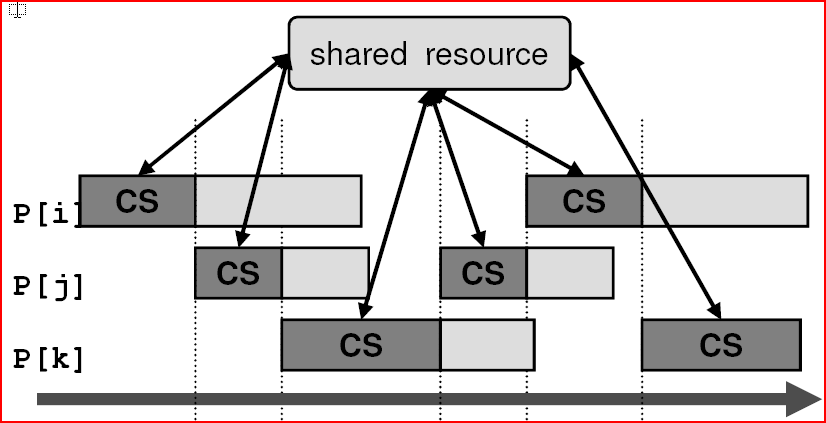 shared resource
P[i] CS CS
P[j] CS CS
P[k] CS CS